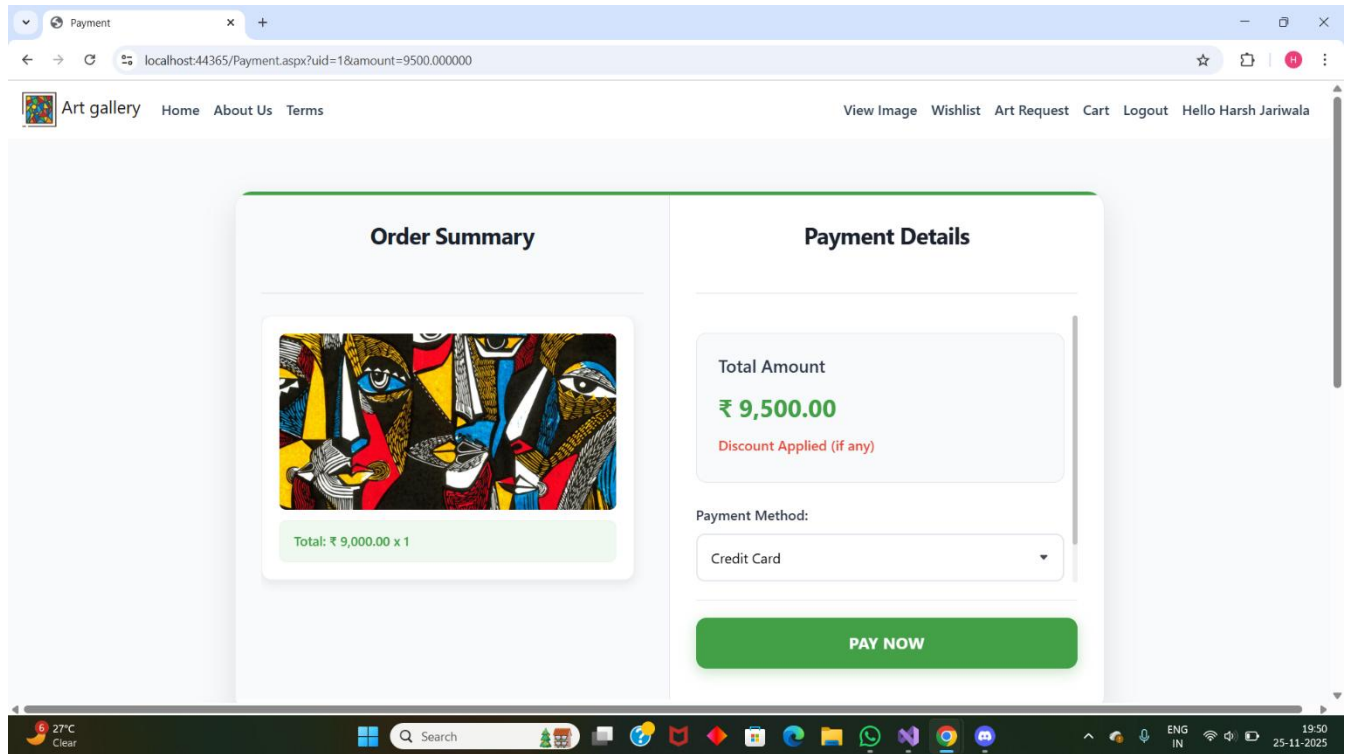 Payment
localhost:44365/Payment.aspx?uid=1&amount=9500.000000
H
Art gallery Home About Us Terms View Image Wishlist Art Request Cart Logout Hello Harsh Jariwala
Order Summary
Total: ₹ 9,000.00 x 1
Payment Details
Total Amount
₹ 9,500.00
Discount Applied (if any)
Payment Method:
Credit Card
PAY NOW
6
27°C
Clear
Search
ENG
IN
19:50
25-11-2025